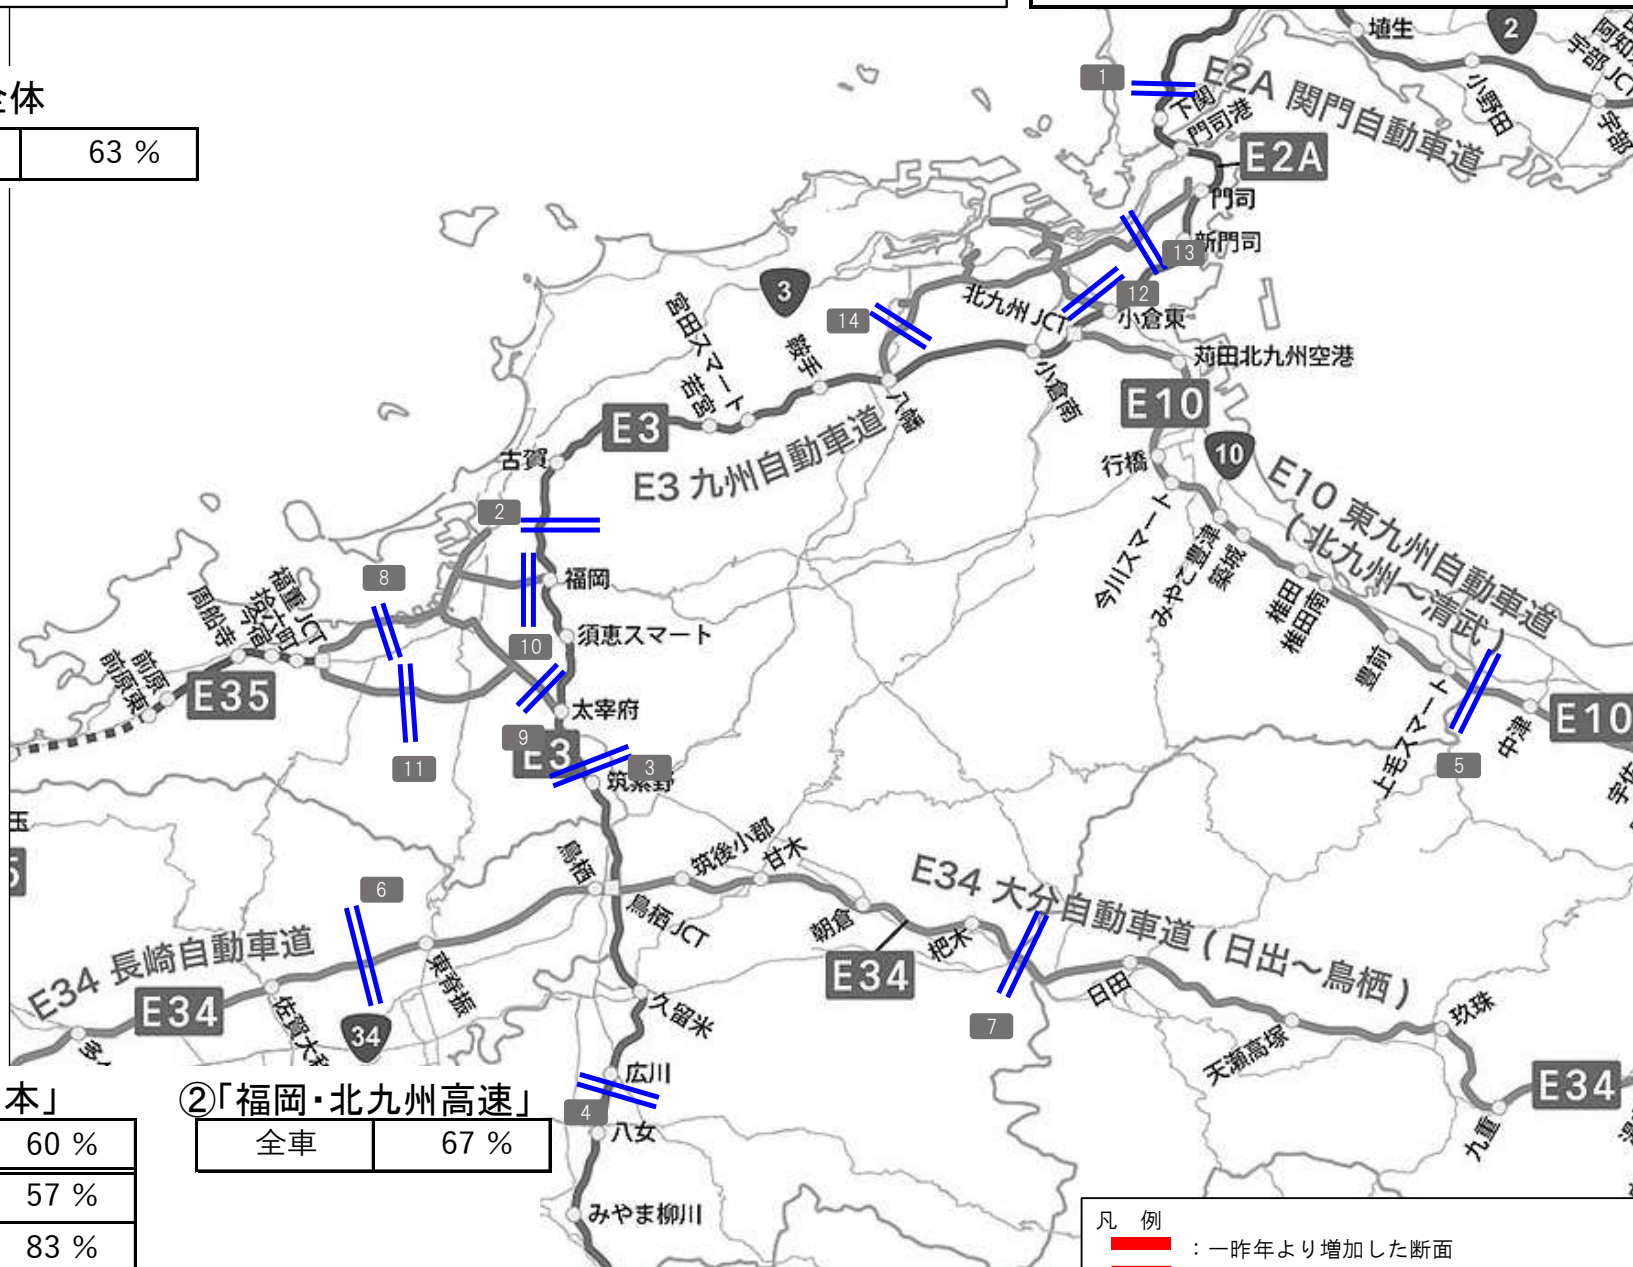 全体
63 %
1
2
埴生
小野田
宇部 JCT
宇部
E2A 関門自動車道
下関
門司港
E2A
門司
新門司
13
12
3
14
北九州 JCT
小倉東
宮田スマート
若宮
鞍手
八幡
小倉南
苅田北九州空港
E10
E3
E3 九州自動車道
古賀
行橋
10
E10 東九州自動車道
( 北九州～清武 )
今川スマート
みやこ豊津
築城
椎田
椎田南
豊前
上毛スマート
中津
E10
5
2
福岡
8
須恵スマート
10
福重 JCT
拾六町
今宿
周船寺
前原
前原東
E35
太宰府
9
E3
3
筑紫野
11
鳥栖
筑後小郡
甘木
鳥栖 JCT
E34 大分自動車道 ( 日出～鳥栖 )
朝倉
杷木
E34
6
E34 長崎自動車道
E34
佐賀大和
東脊振
34
久留米
7
日田
天瀬高塚
玖珠
九重
E34
広川
4
八女
みやま柳川
本」
60 %
57 %
83 %
②「福岡・北九州高速」
全車
67 %
凡 例
：一昨年より増加した断面